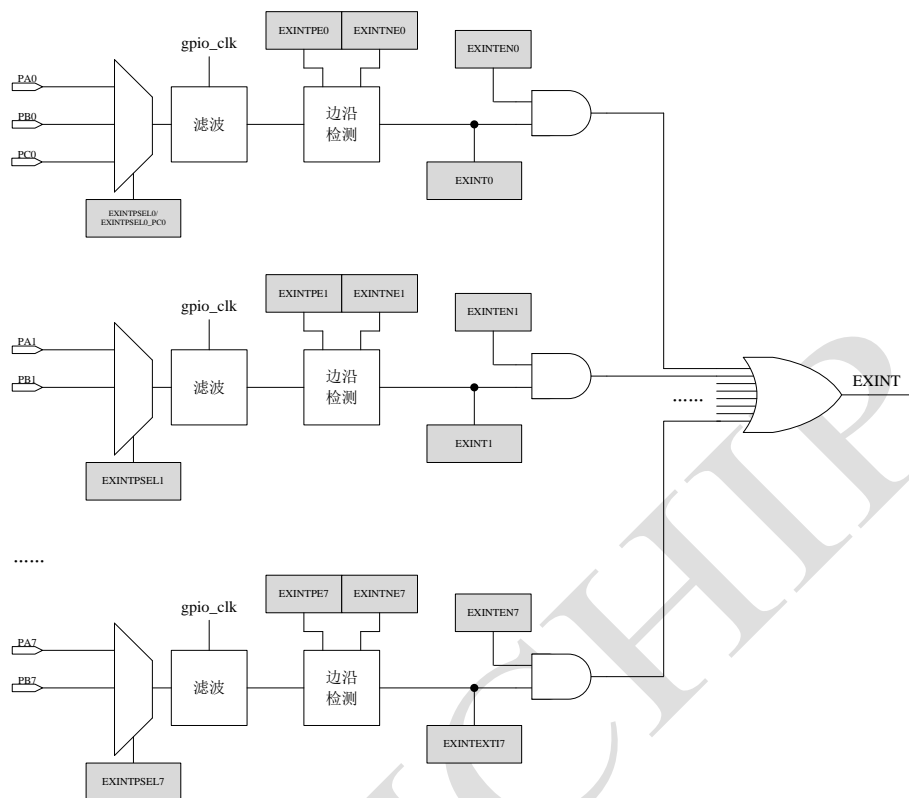 EXINTPE0 EXINTNE0
gpio_clk
EXINTEN0
PA0
PB0
PC0
滤波
边沿
检测
EXINT0
EXINTPSEL0/
EXINTPSEL0_PC0
EXINTPE1 EXINTNE1
gpio_clk
EXINTEN1
PA1
PB1
滤波
边沿
检测
EXINT1
EXINTPSEL1
......
EXINT
......
EXINTPE7 EXINTNE7
gpio_clk
EXINTEN7
PA7
PB7
滤波
边沿
检测
EXINTEXTI7
EXINTPSEL7
CHIP